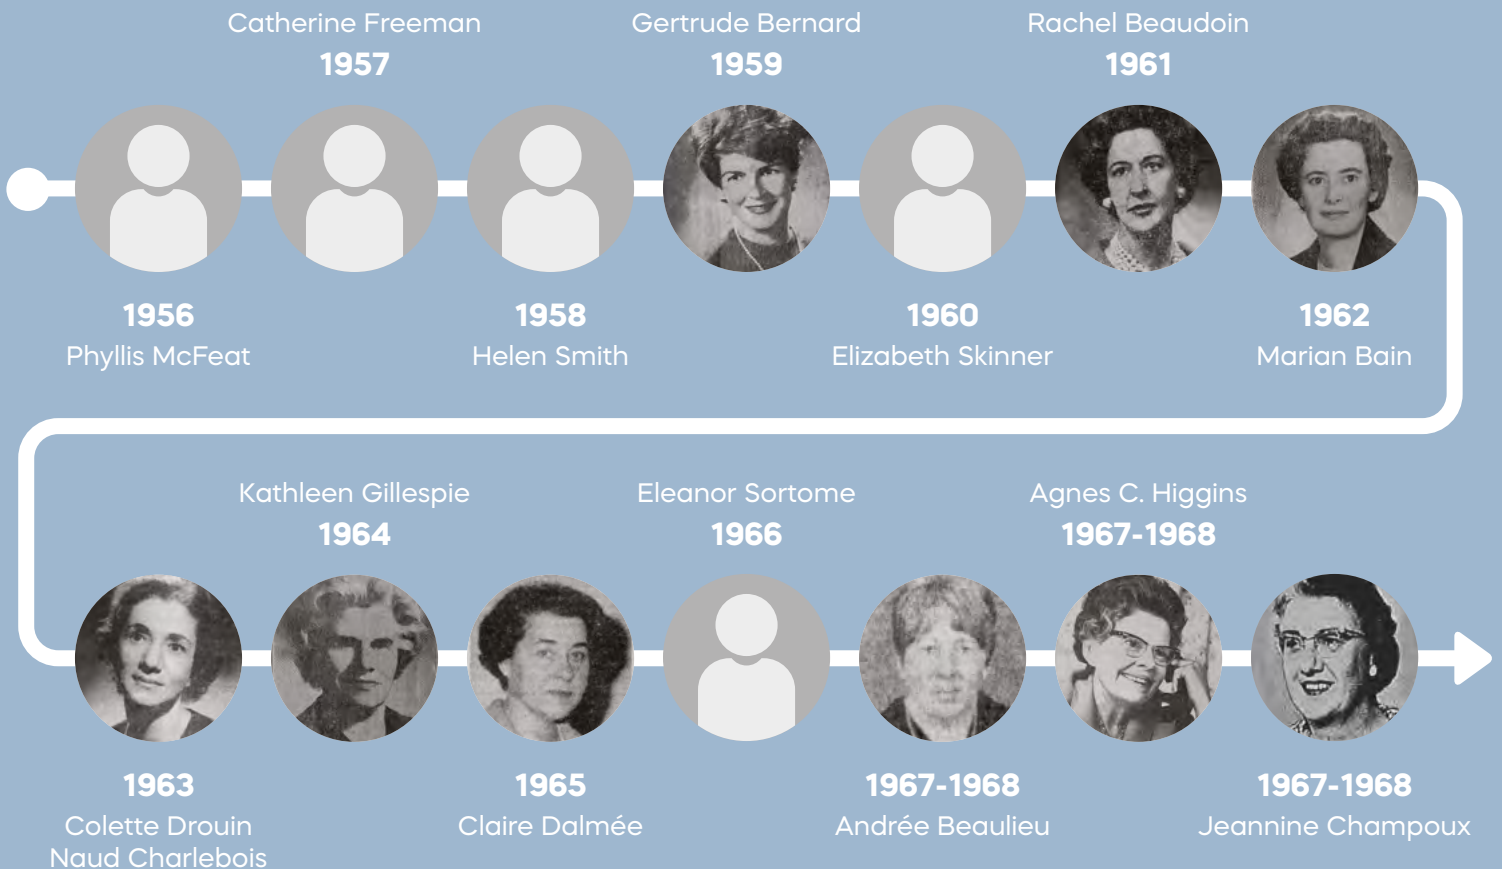 Catherine Freeman
1957
Gertrude Bernard
1959
Rachel Beaudoin
1961
1956
Phyllis McFeat
1958
Helen Smith
1960
Elizabeth Skinner
1962
Marian Bain
Kathleen Gillespie
1964
Eleanor Sortome
1966
Agnes C. Higgins
1967-1968
1963
Colette Drouin
Naud Charlebois
1965
Claire Dalmée
1967-1968
Andrée Beaulieu
1967-1968
Jeannine Champoux